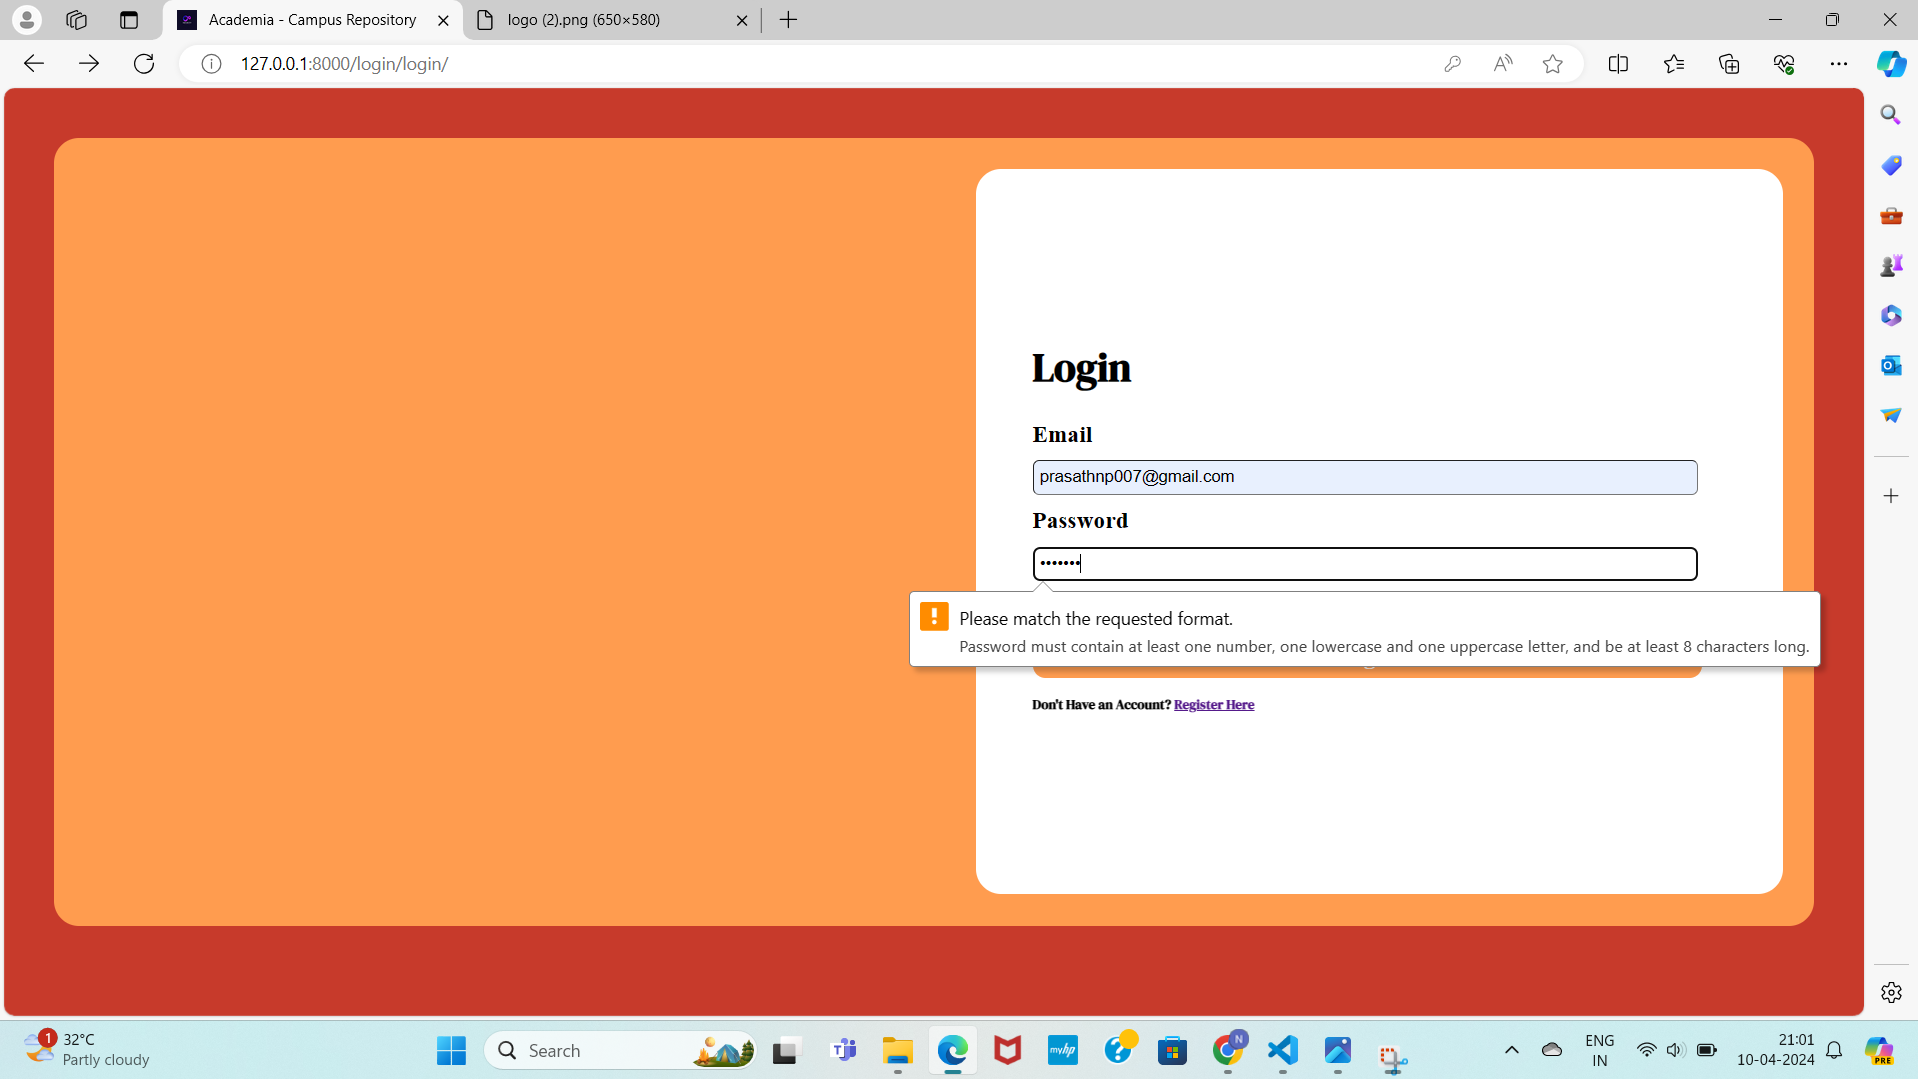 Academia - Campus Repository
logo (2).png (650×580)
127.0.0.1:8000/login/login/
Login
Email
prasathnp007@gmail.com
Password
•••••••
Please match the requested format.
Password must contain at least one number, one lowercase and one uppercase letter, and be at least 8 characters long.
Don't Have an Account? Register Here
1
32°C
Partly cloudy
Search
myhp
N
ENG
IN
21:01
10-04-2024
PRE